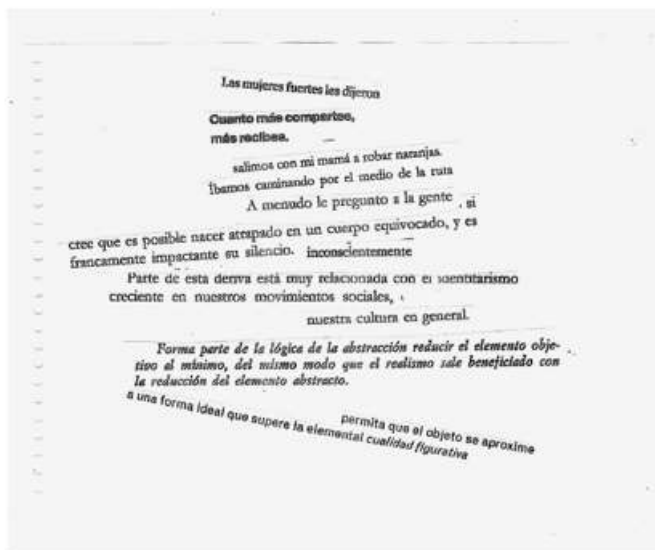 Las mujeres fuertes les dijeron
Cuanto más compartes,
más recibes.
salimos con mi mamá a robar naranjas.
Íbamos caminando por el medio de la ruta
A menudo le pregunto a la gente , si
cree que es posible nacer atrapado en un cuerpo equivocado, y es
francamente impactante su silencio. inconscientemente
Parte de esta deriva está muy relacionada con el identitarismo
creciente en nuestros movimientos sociales,
nuestra cultura en general.
Forma parte de la lógica de la abstracción reducir el elemento obje-
tivo al mínimo, del mismo modo que el realismo sale beneficiado con
la reducción del elemento abstracto.
permita que el objeto se aproxime
a una forma ideal que supere la elemental cualidad figurativa